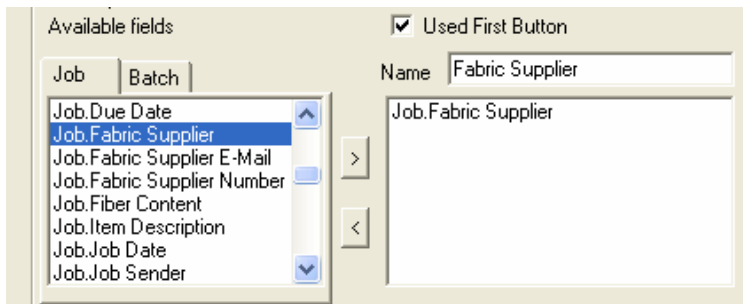 Available fields
Used First Button
Job
Batch
Name
Fabric Supplier
Job.Due Date
Job.Fabric Supplier
Job.Fabric Supplier E-Mail
Job.Fabric Supplier Number
Job.Fiber Content
Job.Item Description
Job.Job Date
Job.Job Sender
>
<
Job.Fabric Supplier